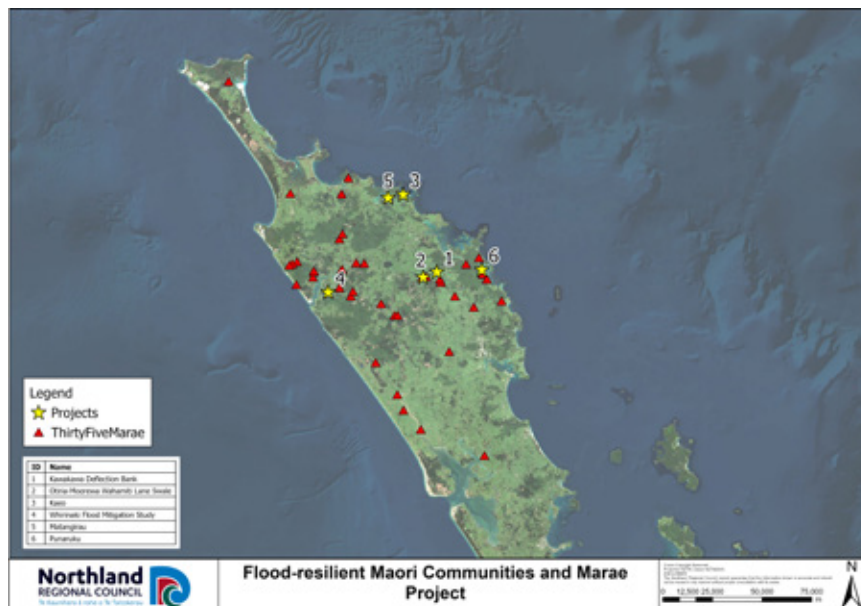 5 3
2 1 6
4
Legend
Projects
ThirtyFiveMarae
ID Name
1 Kawakawa Deflection Bank
2 Otiria-Moerewa Wahamiti Lane Swale
3 Kaeo
4 Whirinaki Flood Mitigation Study
5 Matangirau
6 Punaruku
Northland
REGIONAL COUNCIL
Flood-resilient Maori Communities and Marae
Project
N
0 12,500 25,000 50,000 75,000